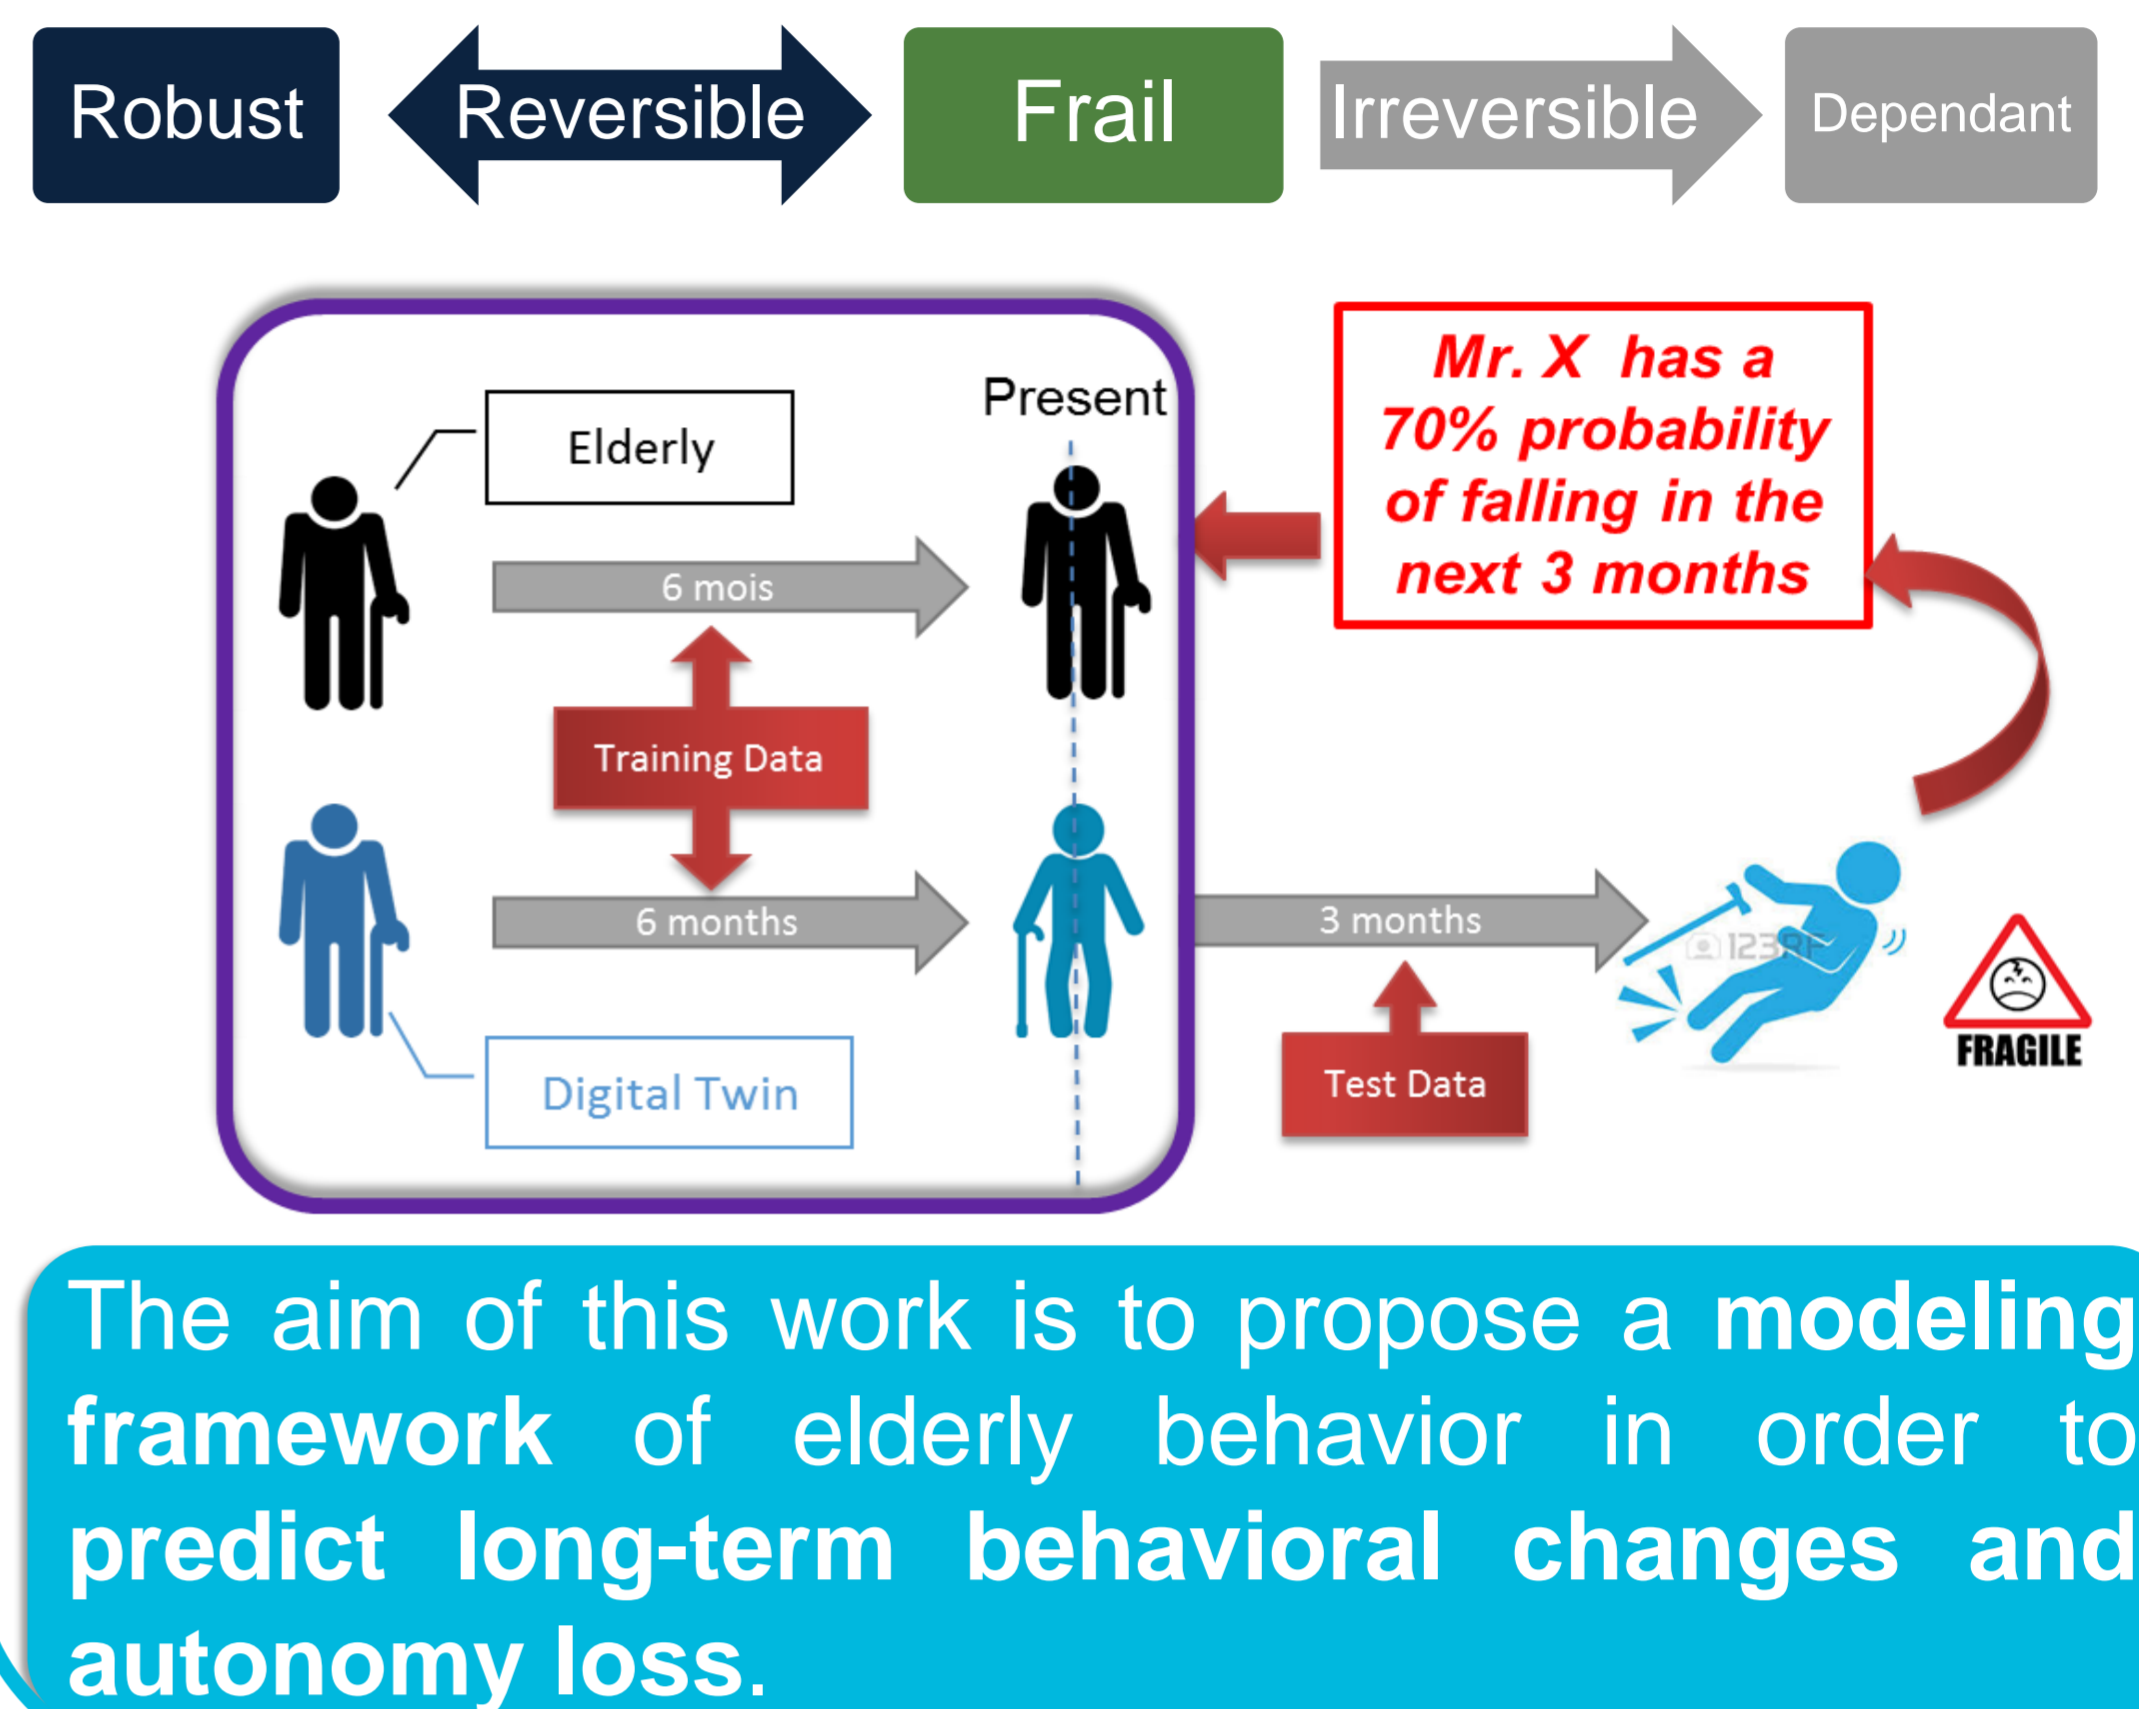 Robust
Reversible
Frail
Irreversible
Dependant
Elderly
Present
Mr. X has a
70% probability
of falling in the
next 3 months
6 mois
Training Data
6 months
3 months
123RF
Digital Twin
Test Data
FRAGILE
The aim of this work is to propose a modeling
framework of elderly behavior in order to
predict long-term behavioral changes and
autonomy loss.